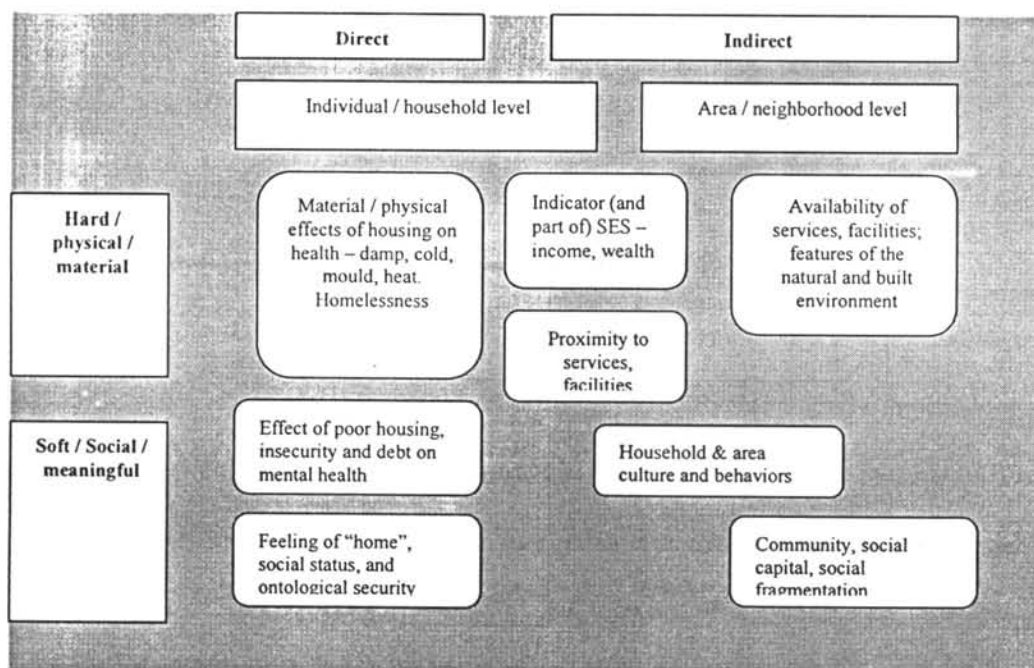 Direct
Indirect
Individual / household level
Area / neighborhood level
Hard /
physical /
material
Material / physical
effects of housing on
health – damp, cold,
mould, heat.
Homelessness
Indicator (and
part of) SES –
income, wealth
Availability of
services, facilities;
features of the
natural and built
environment
Proximity to
services,
facilities
Soft / Social /
meaningful
Effect of poor housing,
insecurity and debt on
mental health
Household & area
culture and behaviors
Feeling of "home",
social status, and
ontological security
Community, social
capital, social
fragmentation